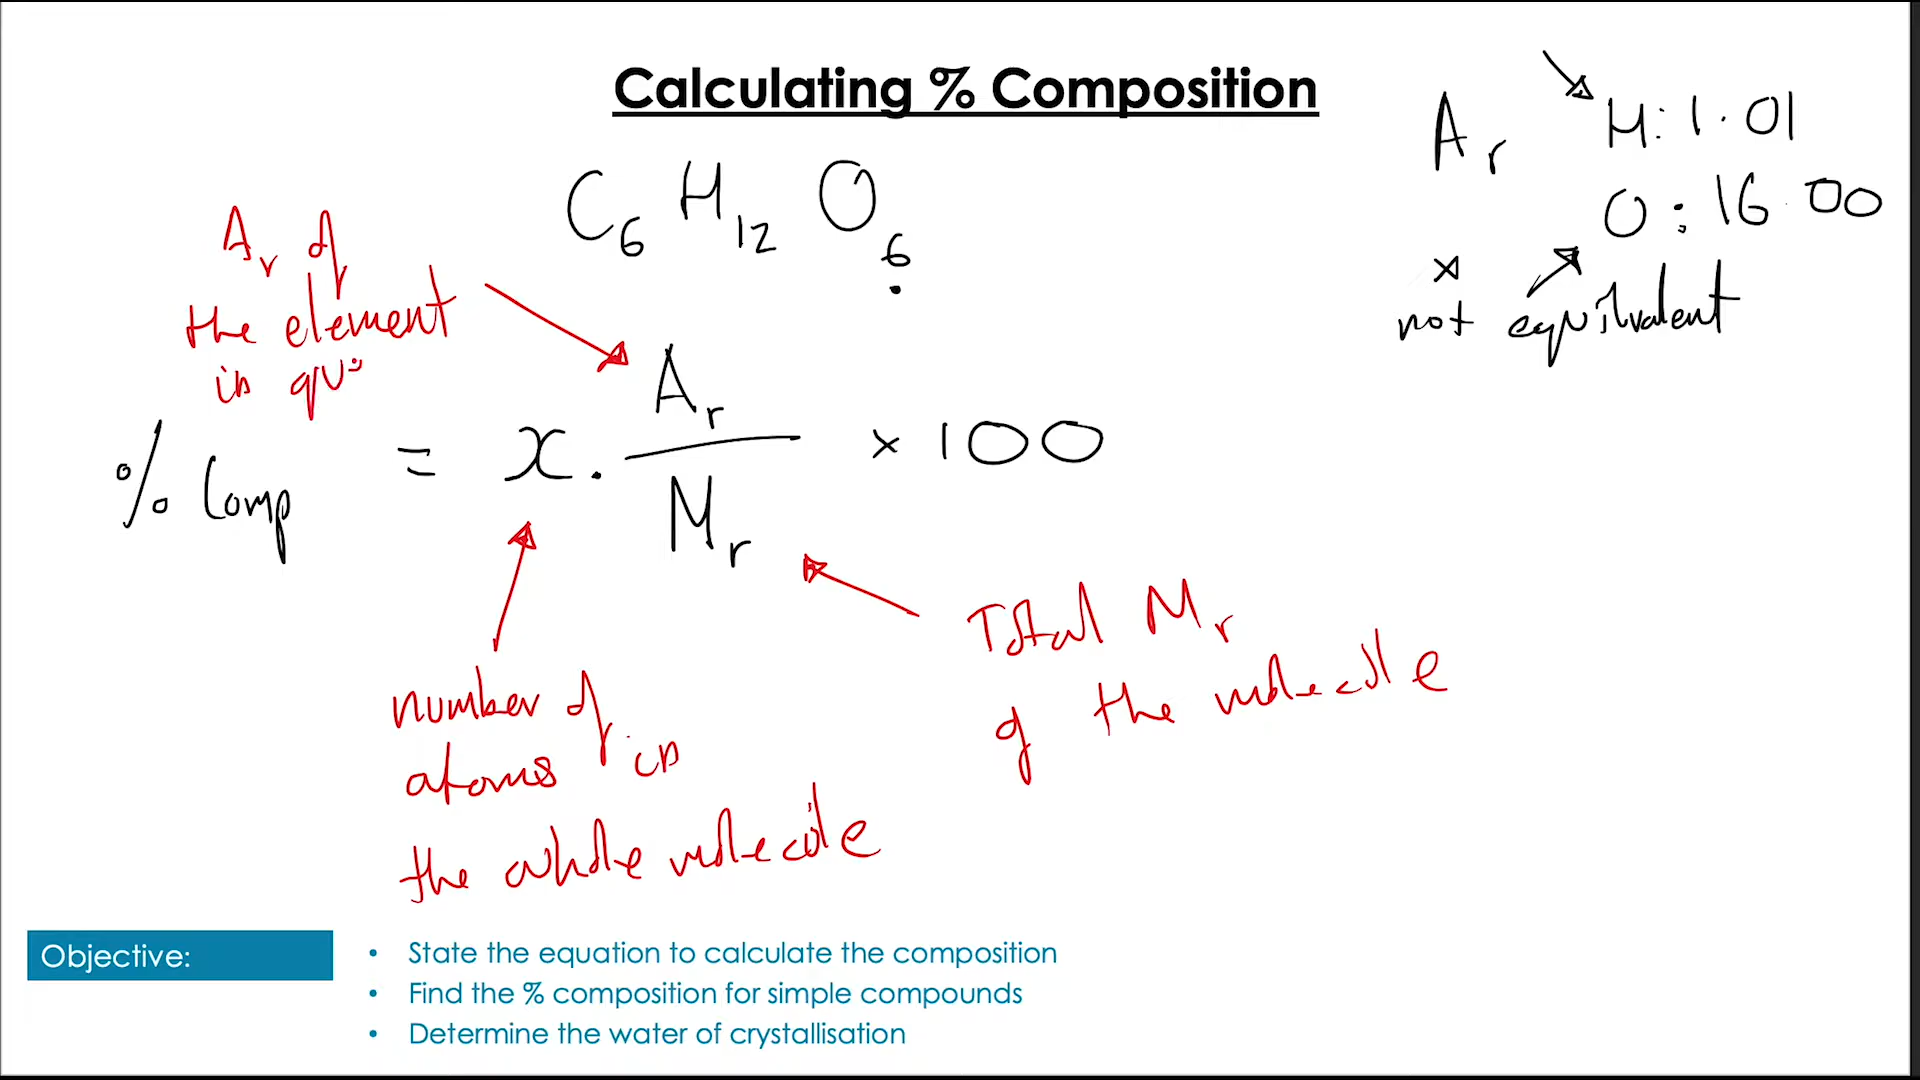 Calculating % Composition
C6 H12 O6
Ar H: 1.01
O: 16.00
x
not equivalent
Ar of
the element
in qu
% Comp = x . Ar / Mr × 100
number of
atoms in
the whole molecule
Total Mr
of the molecule
Objective:
• State the equation to calculate the composition
• Find the % composition for simple compounds
• Determine the water of crystallisation